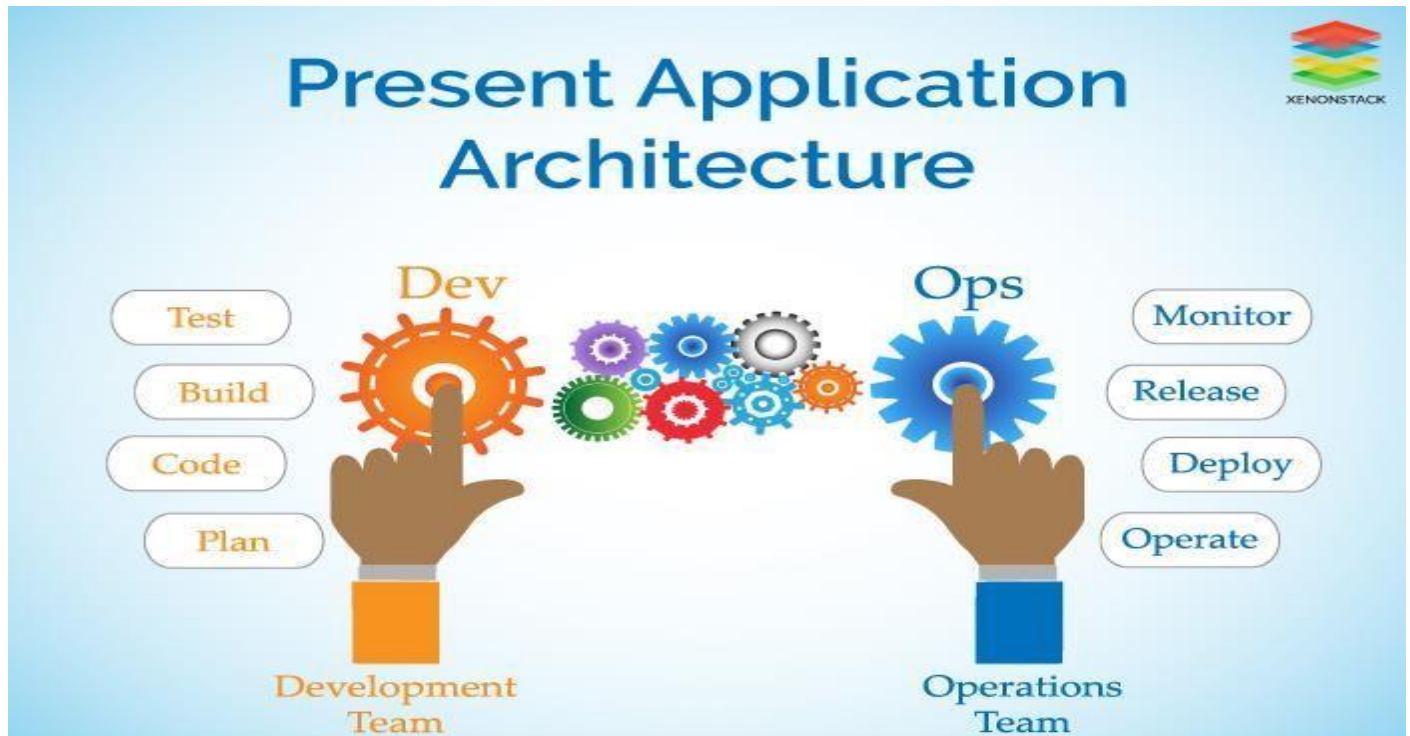 Present Application
Architecture
XENONSTACK
Dev
Test
Build
Code
Plan
Development
Team
Ops
Monitor
Release
Deploy
Operate
Operations
Team